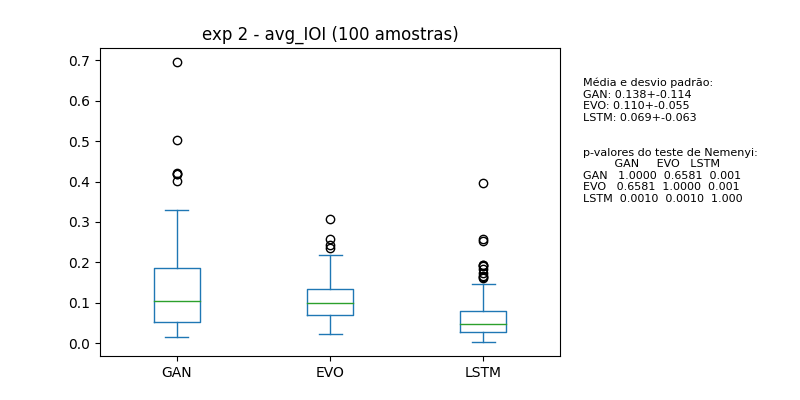 exp 2 - avg_IOI (100 amostras)
0.7
0.6
0.5
0.4
0.3
0.2
0.1
0.0
GAN EVO LSTM
Média e desvio padrão:
GAN: 0.138+-0.114
EVO: 0.110+-0.055
LSTM: 0.069+-0.063
p-valores do teste de Nemenyi:
GAN EVO LSTM
GAN 1.0000 0.6581 0.001
EVO 0.6581 1.0000 0.001
LSTM 0.0010 0.0010 1.000